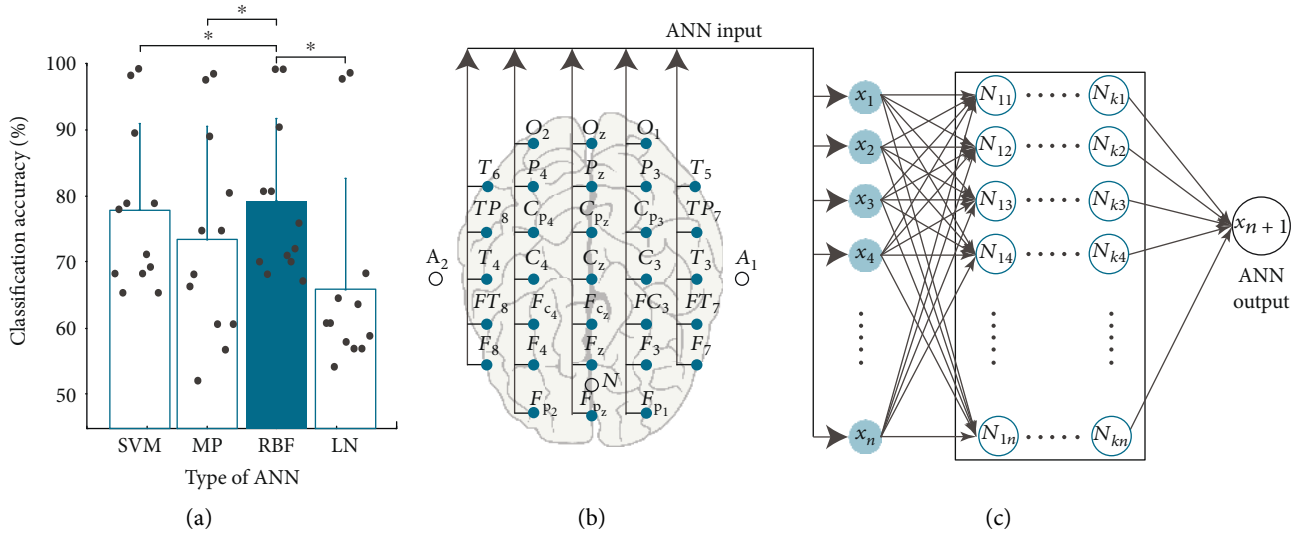 * * *
Classification accuracy (%)
100
90
80
70
60
50
SVM MP RBF LN
Type of ANN
(a)
ANN input
O2 Oz O1
T6 P4 Pz P3 T5
TP8 Cp4 Cpz Cp3 TP7
A2 T4 C4 Cz C3 T3 A1
FT8 Fc4 Fcz FC3 FT7
F8 F4 Fz F3 F7
N
Fp2 Fpz Fp1
(b)
x1 N11 ..... Nk1
x2 N12 ..... Nk2
x3 N13 ..... Nk3
x4 N14 ..... Nk4
xn N1n ..... Nkn
xn + 1
ANN
output
(c)